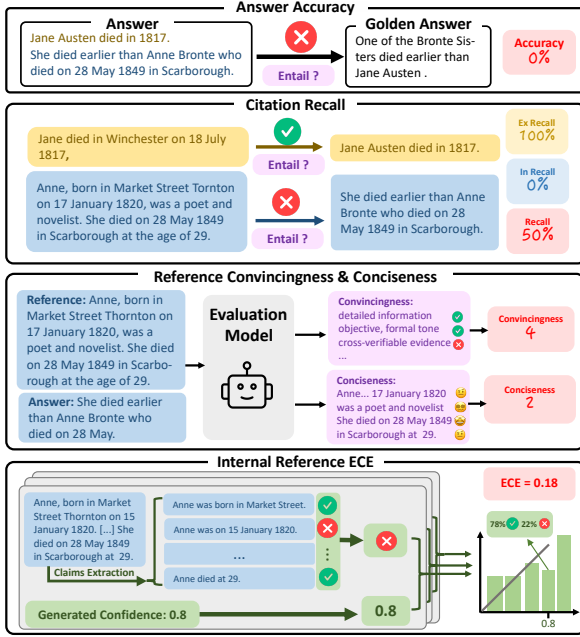 Answer Accuracy
Answer
Jane Austen died in 1817.
She died earlier than Anne Bronte who
died on 28 May 1849 in Scarborough.
Entail ?
Golden Answer
One of the Bronte Sis-
ters died earlier than
Jane Austen .
Accuracy
0%
Citation Recall
Jane died in Winchester on 18 July
1817,
Entail ?
Jane Austen died in 1817.
Ex Recall
100%
Anne, born in Market Street Tornton
on 17 January 1820, was a poet and
novelist. She died on 28 May 1849
in Scarborough at the age of 29.
Entail ?
She died earlier than Anne
Bronte who died on 28
May 1849 in Scarborough.
In Recall
0%
Recall
50%
Reference Convincingness & Conciseness
Reference: Anne, born in
Market Street Thornton on
17 January 1820, was a
poet and novelist. She died
on 28 May 1849 in Scarbo-
rough at the age of 29.
Answer: She died earlier
than Anne Bronte who
died on 28 May.
Evaluation
Model
Convincingness:
detailed information
objective, formal tone
cross-verifiable evidence
...
Convincingness
4
Conciseness:
Anne... 17 January 1820
was a poet and novelist
She died on 28 May 1849
in Scarborough at 29.
Conciseness
2
Internal Reference ECE
Anne, born in Market
Street Thornton on 15
January 1820. [...] She
died on 28 May 1849
in Scarborough at 29.
Claims Extraction
Anne was born in Market Street.
Anne was on 15 January 1820.
...
Anne died at 29.
Generated Confidence: 0.8
0.8
ECE = 0.18
78% 22%
0.8